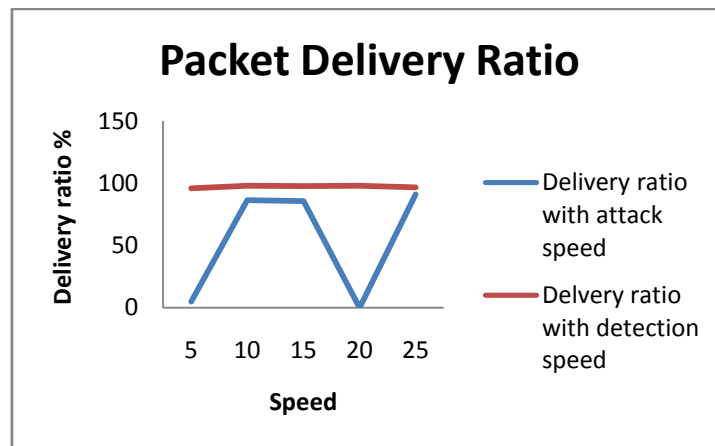 Packet Delivery Ratio
Delivery ratio %
150
100
50
0
5 10 15 20 25
Speed
Delivery ratio
with attack
speed
Delvery ratio
with detection
speed